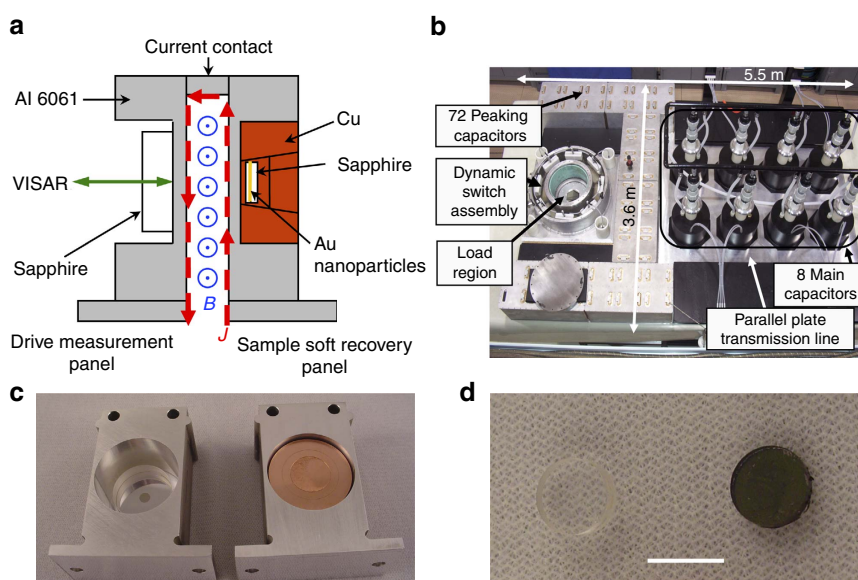 a
Current contact
Al 6061
Cu
Sapphire
VISAR
Au
nanoparticles
Sapphire
B
J
Drive measurement
panel
Sample soft recovery
panel
b
5.5 m
72 Peaking
capacitors
Dynamic
switch
assembly
3.6 m
Load
region
8 Main
capacitors
Parallel plate
transmission line
c
d